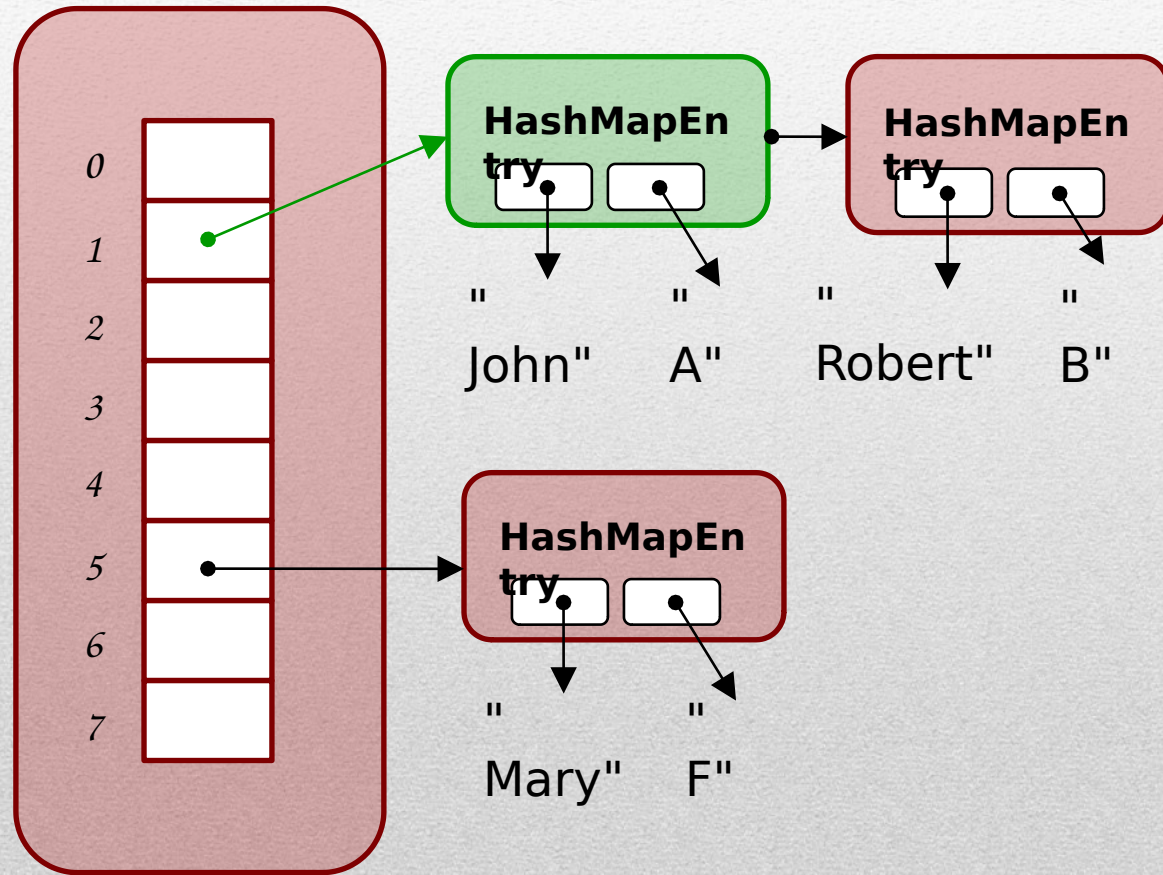 0
1
2
3
4
5
6
7
HashMapEn
try
"
John"
"
A"
HashMapEn
try
"
Robert"
"
B"
HashMapEn
try
"
Mary"
"
F"